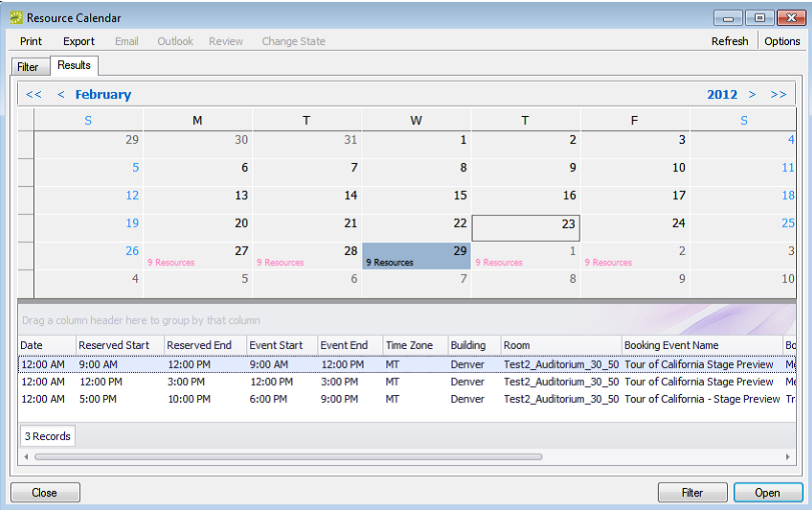 Resource Calendar
Print Export Email Outlook Review Change State Refresh Options
Filter Results
<< < February 2012 > >>
S M T W T F S
29 30 31 1 2 3 4
5 6 7 8 9 10 11
12 13 14 15 16 17 18
19 20 21 22 23 24 25
26 27 28 29 1 2 3
9 Resources 9 Resources 9 Resources 9 Resources 9 Resources
4 5 6 7 8 9 10
Drag a column header here to group by that column
Date Reserved Start Reserved End Event Start Event End Time Zone Building Room Booking Event Name Bo
12:00 AM 9:00 AM 12:00 PM 9:00 AM 12:00 PM MT Denver Test2_Auditorium_30_50 Tour of California Stage Preview Me
12:00 AM 12:00 PM 3:00 PM 12:00 PM 3:00 PM MT Denver Test2_Auditorium_30_50 Tour of California Stage Preview Me
12:00 AM 5:00 PM 10:00 PM 6:00 PM 9:00 PM MT Denver Test2_Auditorium_30_50 Tour of California - Stage Preview Tr
3 Records
Close Filter Open